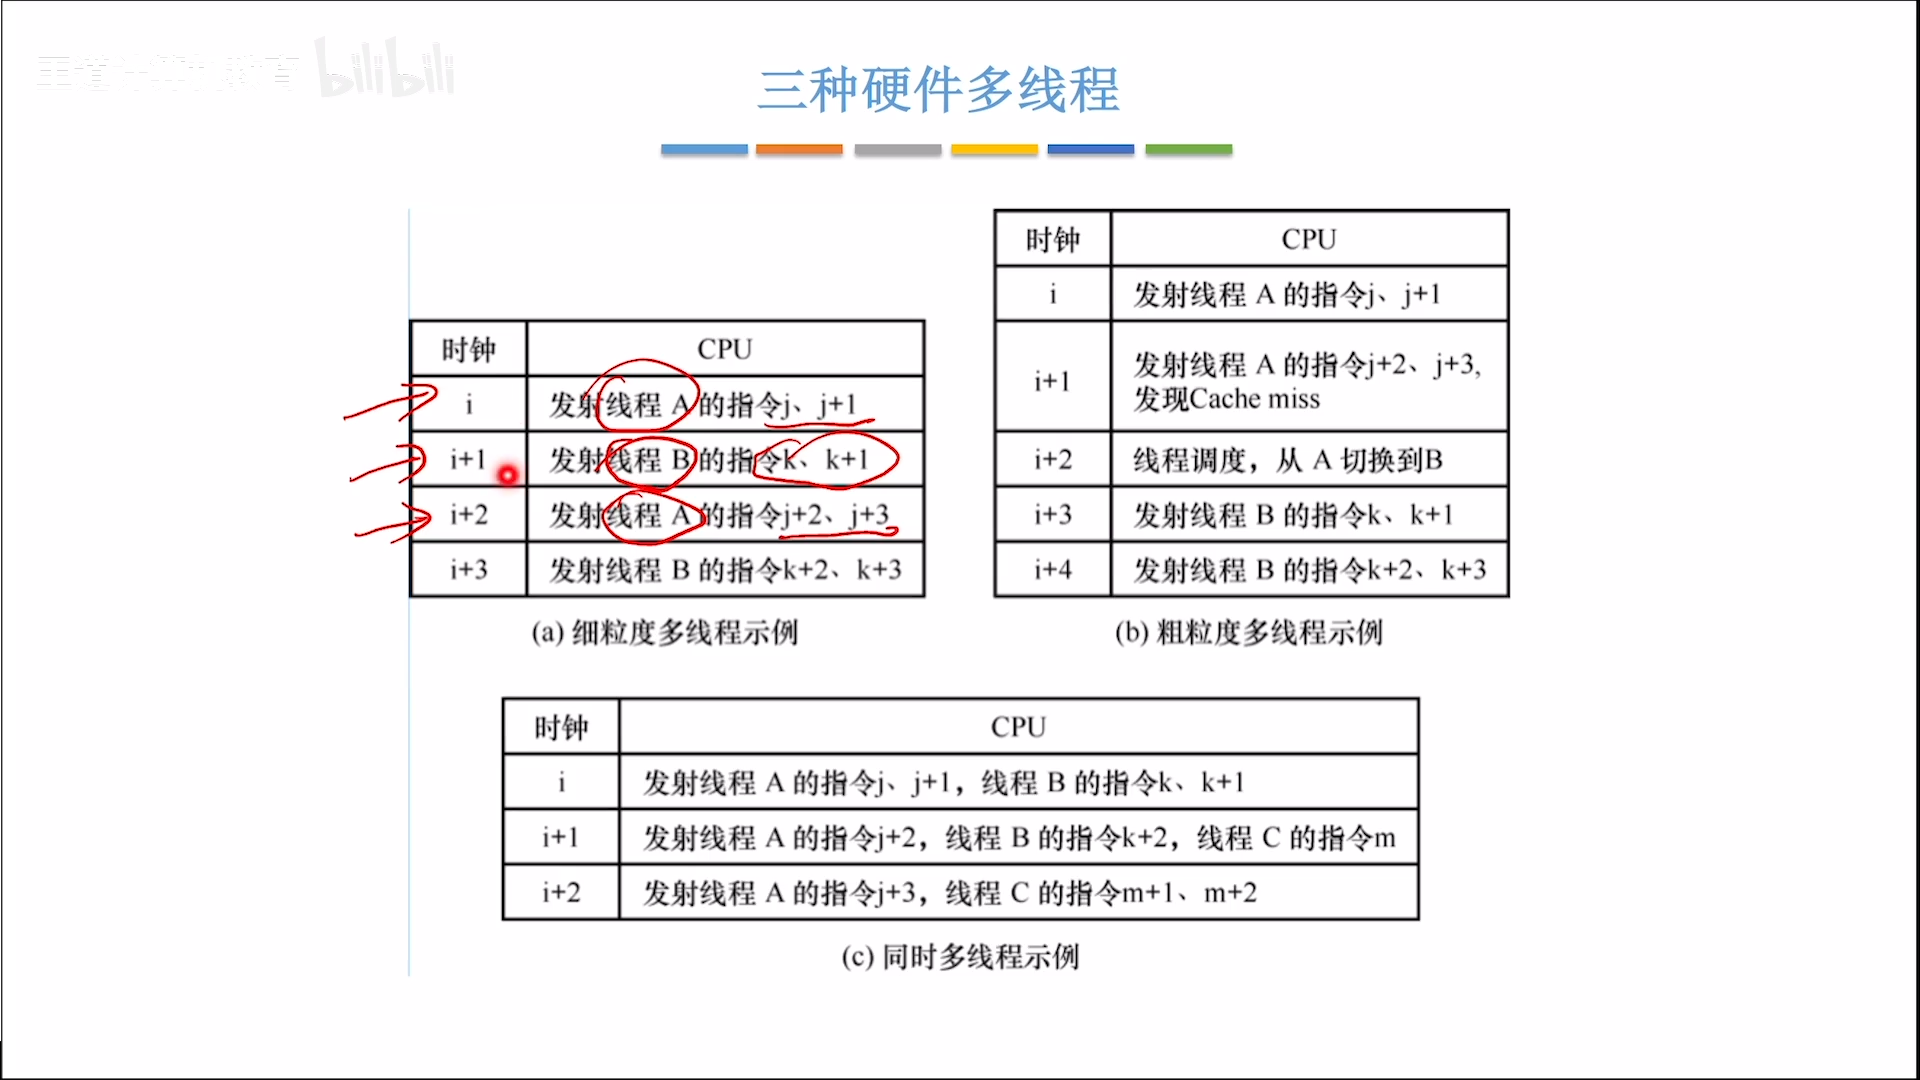 王道计算机教育 bilibili
三种硬件多线程
时钟 CPU
i 发射线程 A 的指令j、j+1
i+1 发射线程 B 的指令k、k+1
i+2 发射线程 A 的指令j+2、j+3
i+3 发射线程 B 的指令k+2、k+3
(a) 细粒度多线程示例
时钟 CPU
i 发射线程 A 的指令j、j+1
i+1 发射线程 A 的指令j+2、j+3,
发现Cache miss
i+2 线程调度，从 A 切换到B
i+3 发射线程 B 的指令k、k+1
i+4 发射线程 B 的指令k+2、k+3
(b) 粗粒度多线程示例
时钟 CPU
i 发射线程 A 的指令j、j+1，线程 B 的指令k、k+1
i+1 发射线程 A 的指令j+2，线程 B 的指令k+2，线程 C 的指令m
i+2 发射线程 A 的指令j+3，线程 C 的指令m+1、m+2
(c) 同时多线程示例